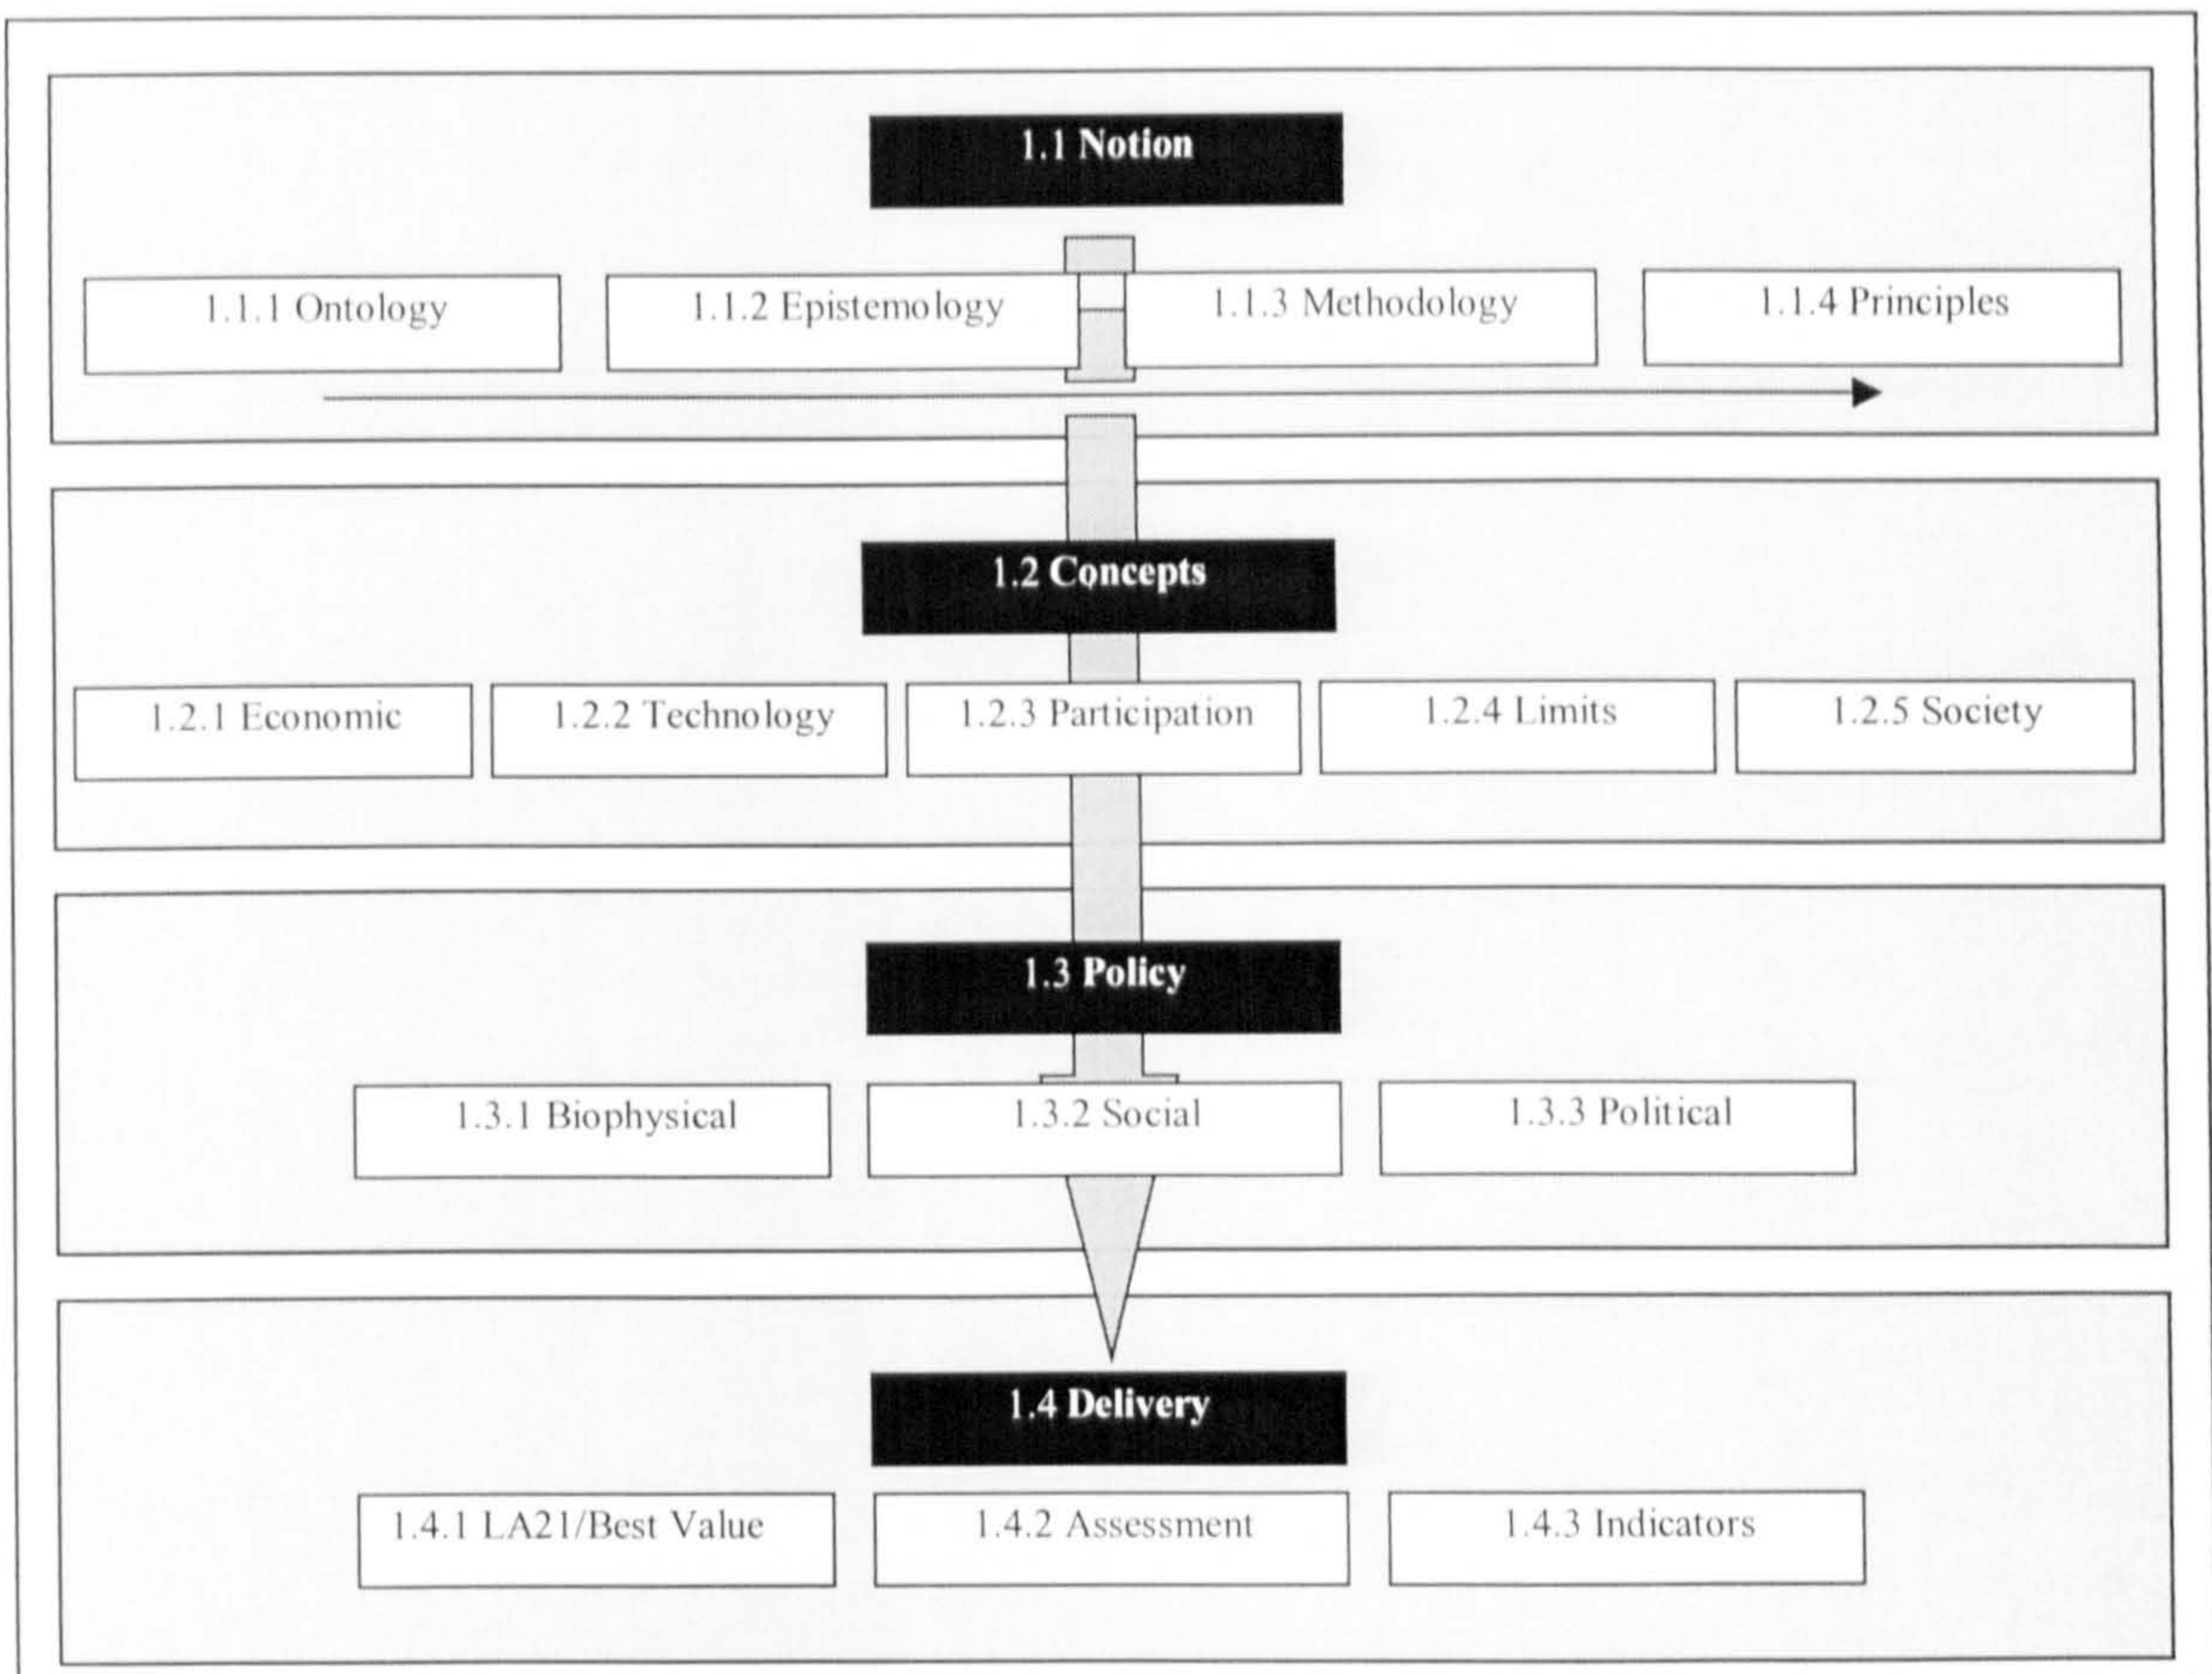 1.1 Notion
1.1.1 Ontology
1.1.2 Epistemology
1.1.3 Methodology
1.1.4 Principles
1.2 Concepts
1.2.1 Economic
1.2.2 Technology
1.2.3 Participation
1.2.4 Limits
1.2.5 Society
1.3 Policy
1.3.1 Biophysical
1.3.2 Social
1.3.3 Political
1.4 Delivery
1.4.1 LA21/Best Value
1.4.2 Assessment
1.4.3 Indicators